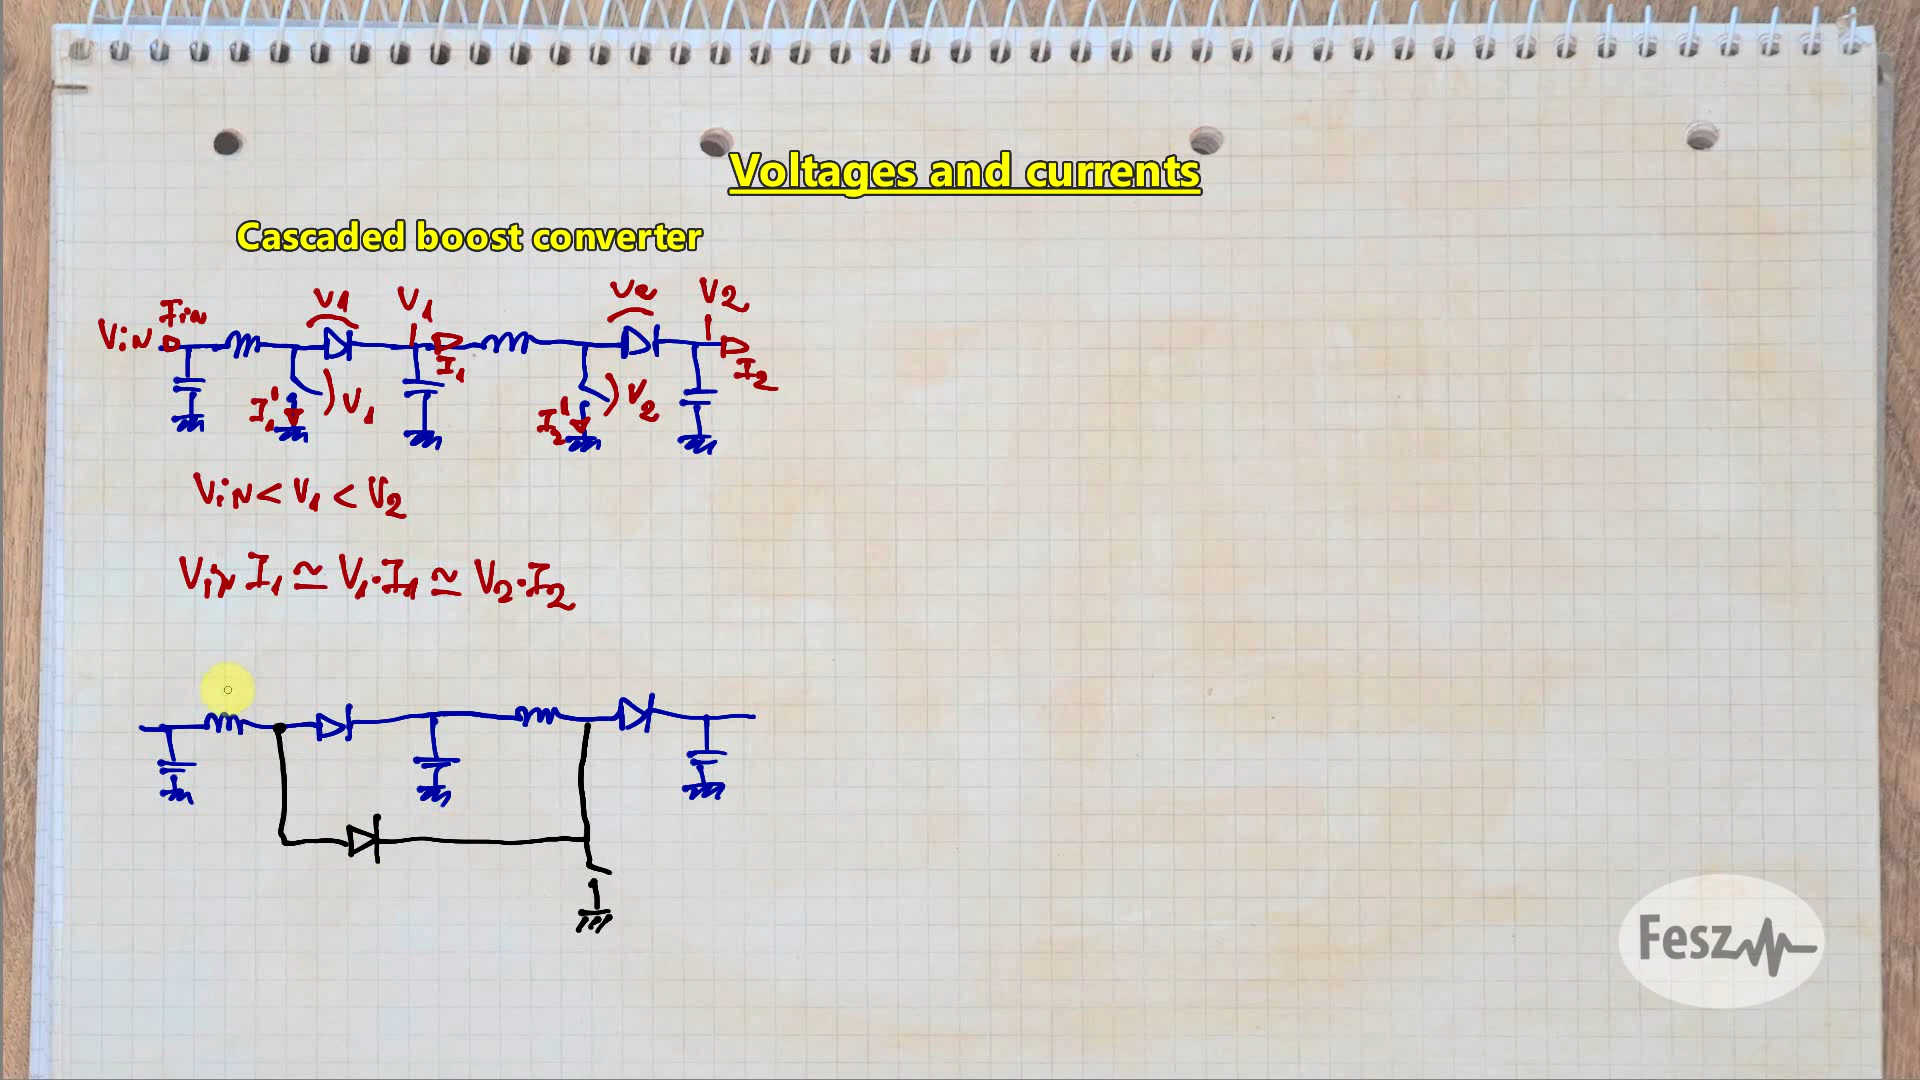 Voltages and currents
Cascaded boost converter
Vin Iin V1 V1 V2 V2
I1 I2
I1' V1 I2' V2
Vin < V1 < V2
Vin I1 ≃ V1·I1 ≃ V2·I2
Fesz